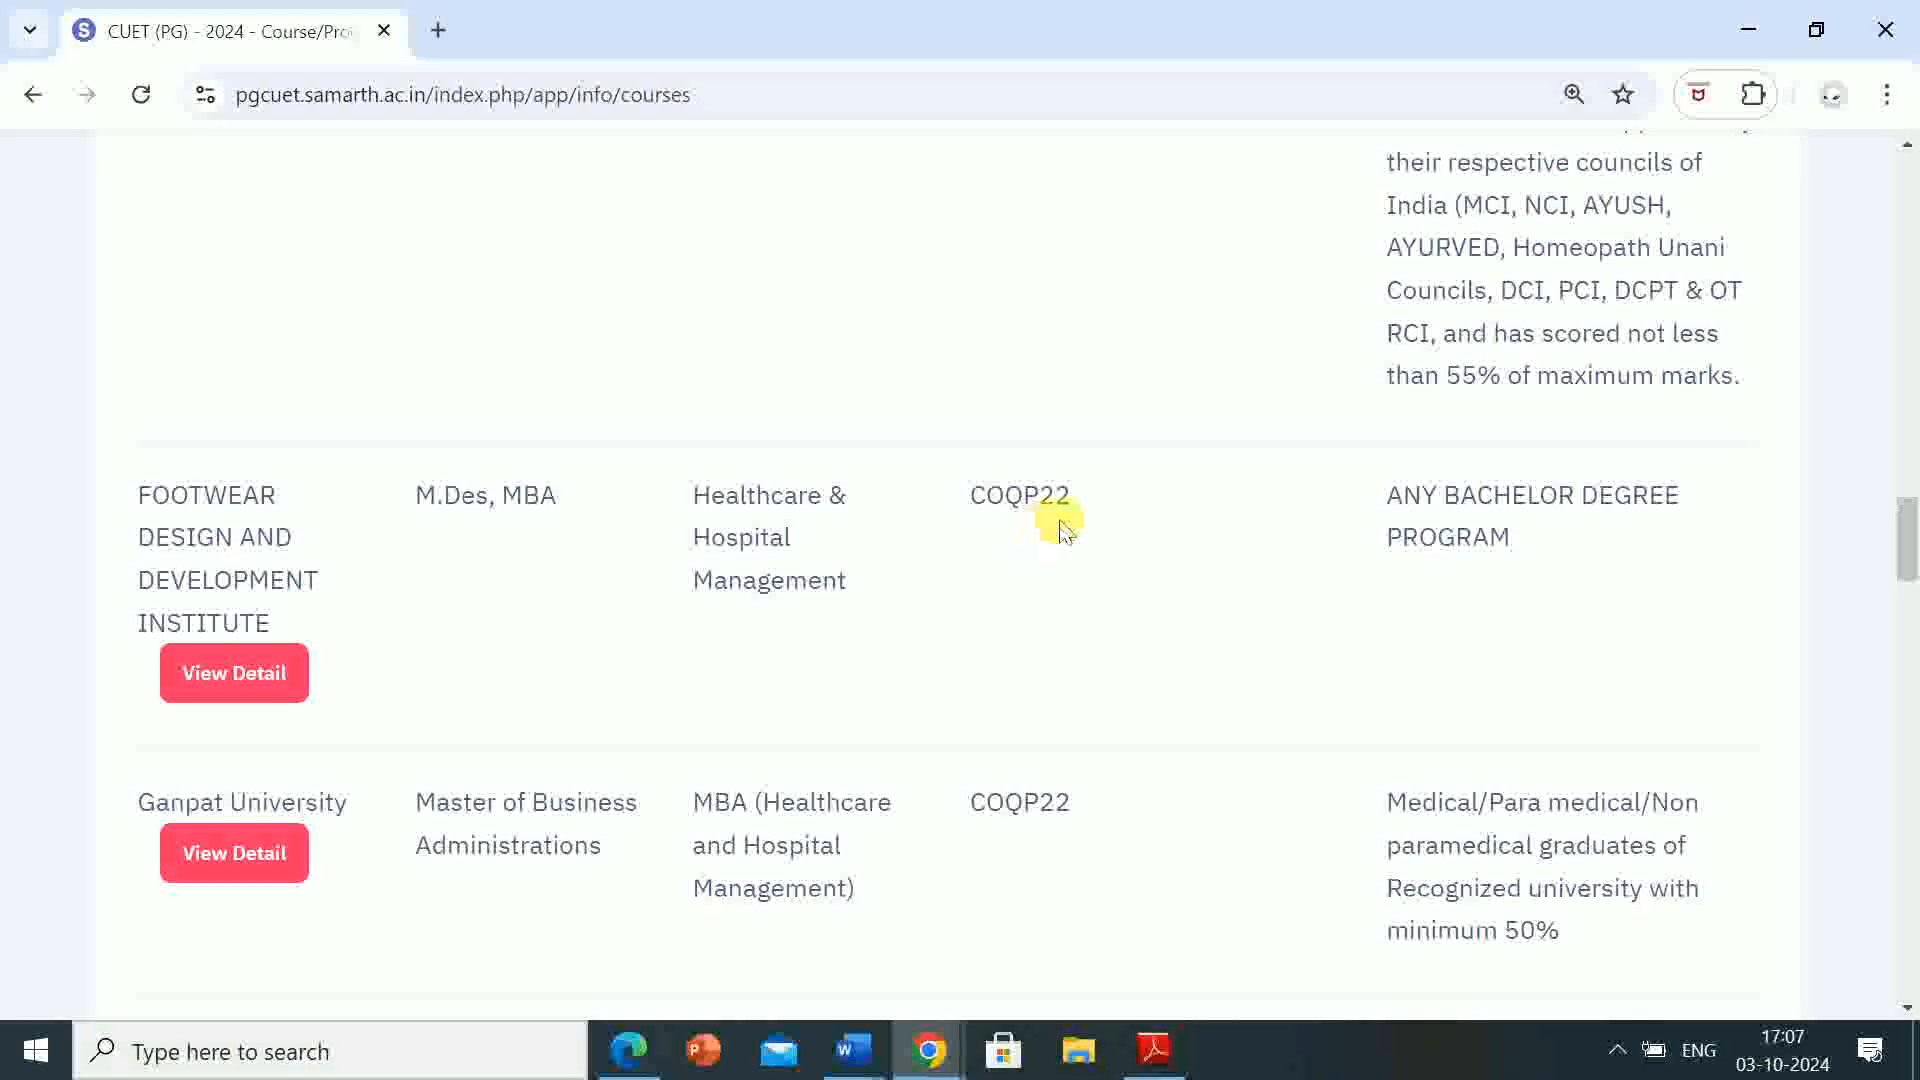 CUET (PG) - 2024 - Course/Pro
pgcuet.samarth.ac.in/index.php/app/info/courses
their respective councils of
India (MCI, NCI, AYUSH,
AYURVED, Homeopath Unani
Councils, DCI, PCI, DCPT & OT
RCI, and has scored not less
than 55% of maximum marks.
FOOTWEAR
DESIGN AND
DEVELOPMENT
INSTITUTE
View Detail
M.Des, MBA
Healthcare &
Hospital
Management
COQP22
ANY BACHELOR DEGREE
PROGRAM
Ganpat University
View Detail
Master of Business
Administrations
MBA (Healthcare
and Hospital
Management)
COQP22
Medical/Para medical/Non
paramedical graduates of
Recognized university with
minimum 50%
Type here to search
ENG
17:07
03-10-2024